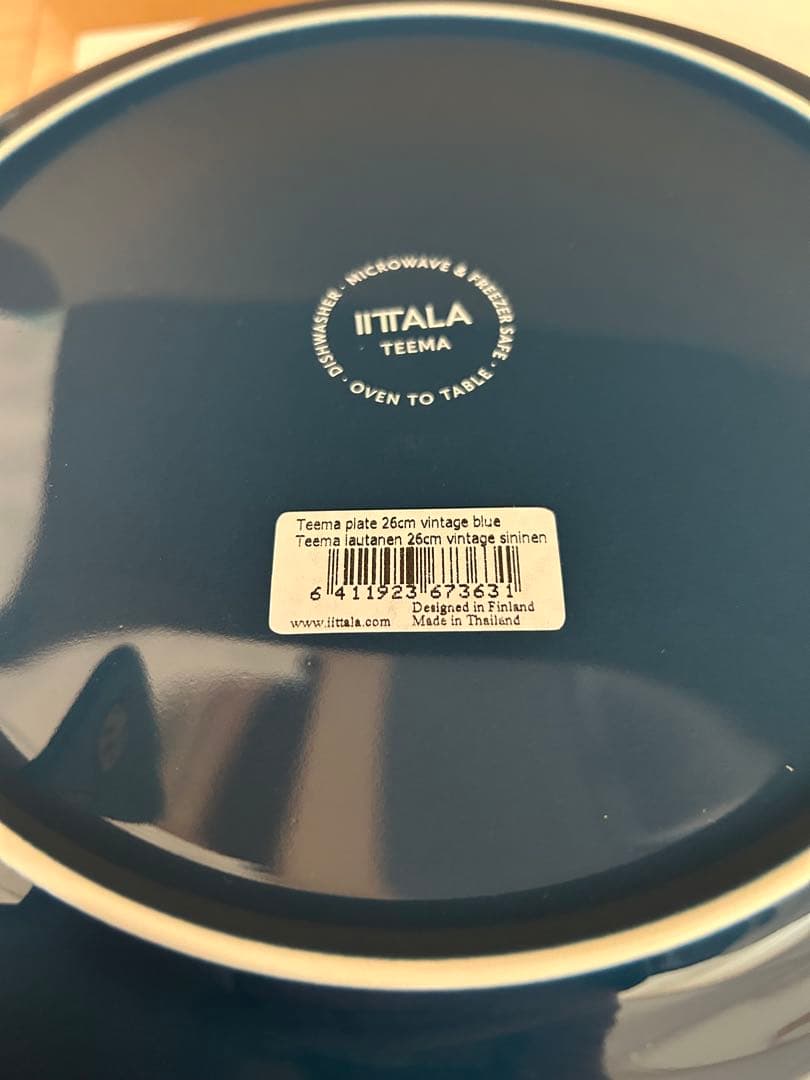 DISHWASHER · MICROWAVE & FREEZER SAFE ·
IITTALA
TEEMA
OVEN TO TABLE ·
Teema plate 26cm vintage blue
Teema lautanen 26cm vintage sininen
6 411923 673631
Designed in Finland
www.iittala.com Made in Thailand